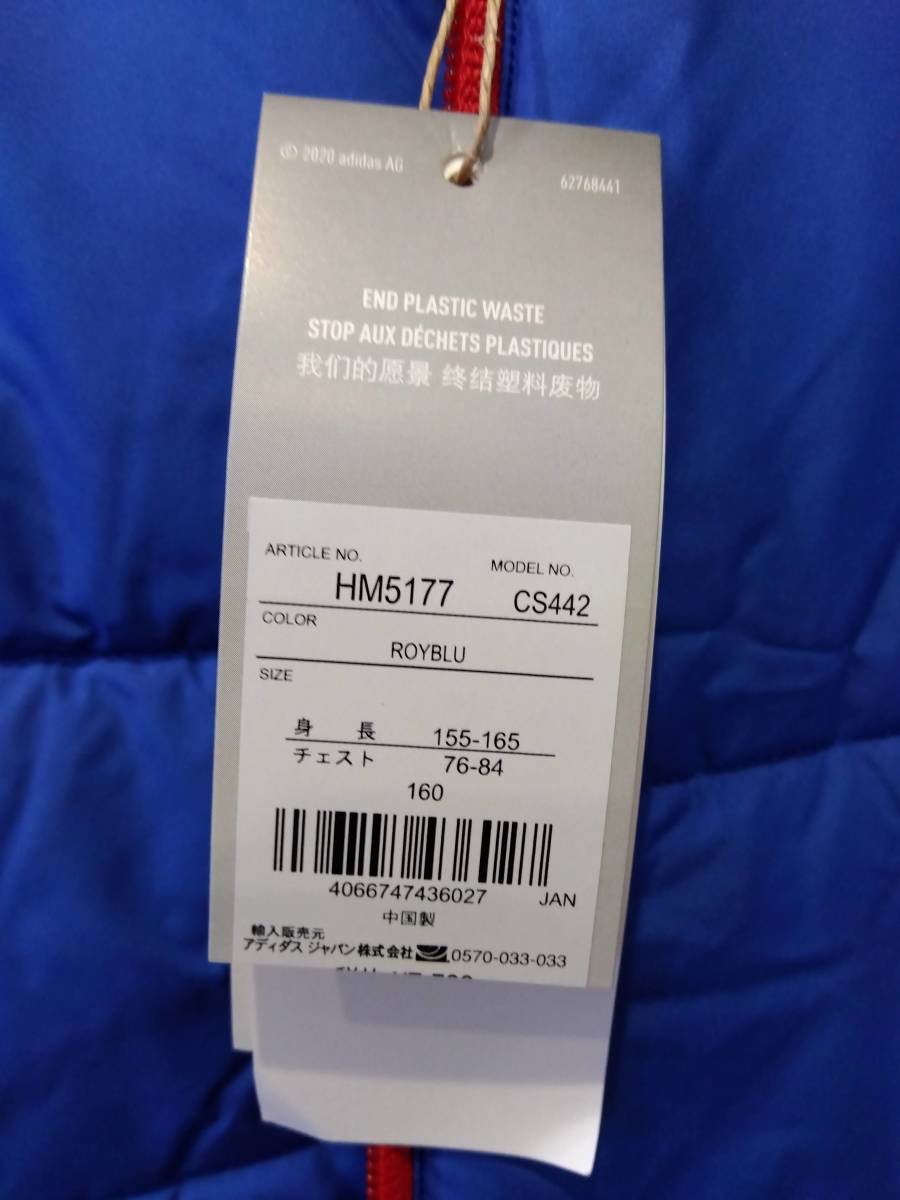 © 2020 adidas AG
62768441
END PLASTIC WASTE
STOP AUX DÉCHETS PLASTIQUES
我们的愿景 终结塑料废物
ARTICLE NO.
MODEL NO.
HM5177
CS442
COLOR
ROYBLU
SIZE
身 長 155-165
チェスト 76-84
160
4066747436027 JAN
中国製
輸入販売元
アディダス ジャパン株式会社 0570-033-033